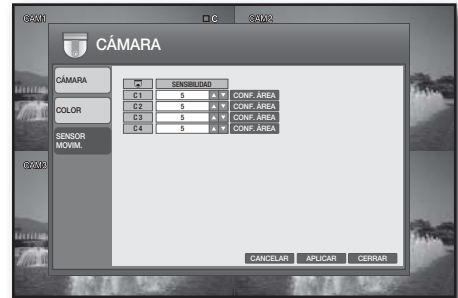 CAM1
C
CAM2
CÁMARA
CÁMARA
COLOR
SENSOR
MOVIM.
SENSIBILIDAD
C1 5 CONF. ÁREA
C2 5 CONF. ÁREA
C3 5 CONF. ÁREA
C4 5 CONF. ÁREA
CAM3
CANCELAR APLICAR CERRAR